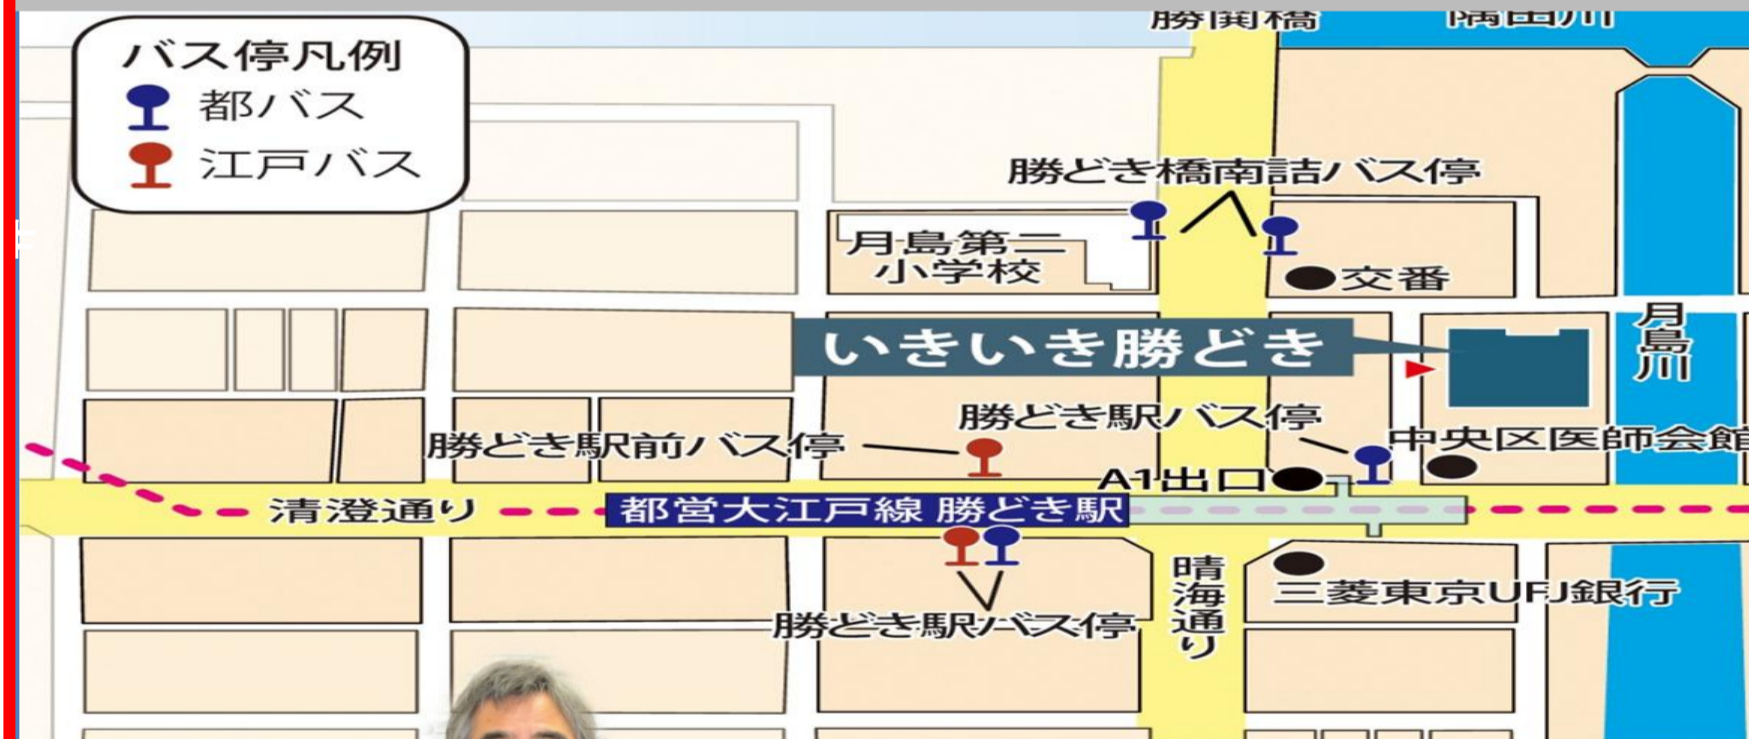 勝鬨橋
隅田川
バス停凡例
都バス
江戸バス
勝どき橋南詰バス停
月島第二
小学校
交番
いきいき勝どき
月島川
勝どき駅バス停
勝どき駅前バス停
中央区医師会館
A1出口
清澄通り
都営大江戸線 勝どき駅
晴海通り
三菱東京UFJ銀行
勝どき駅バス停